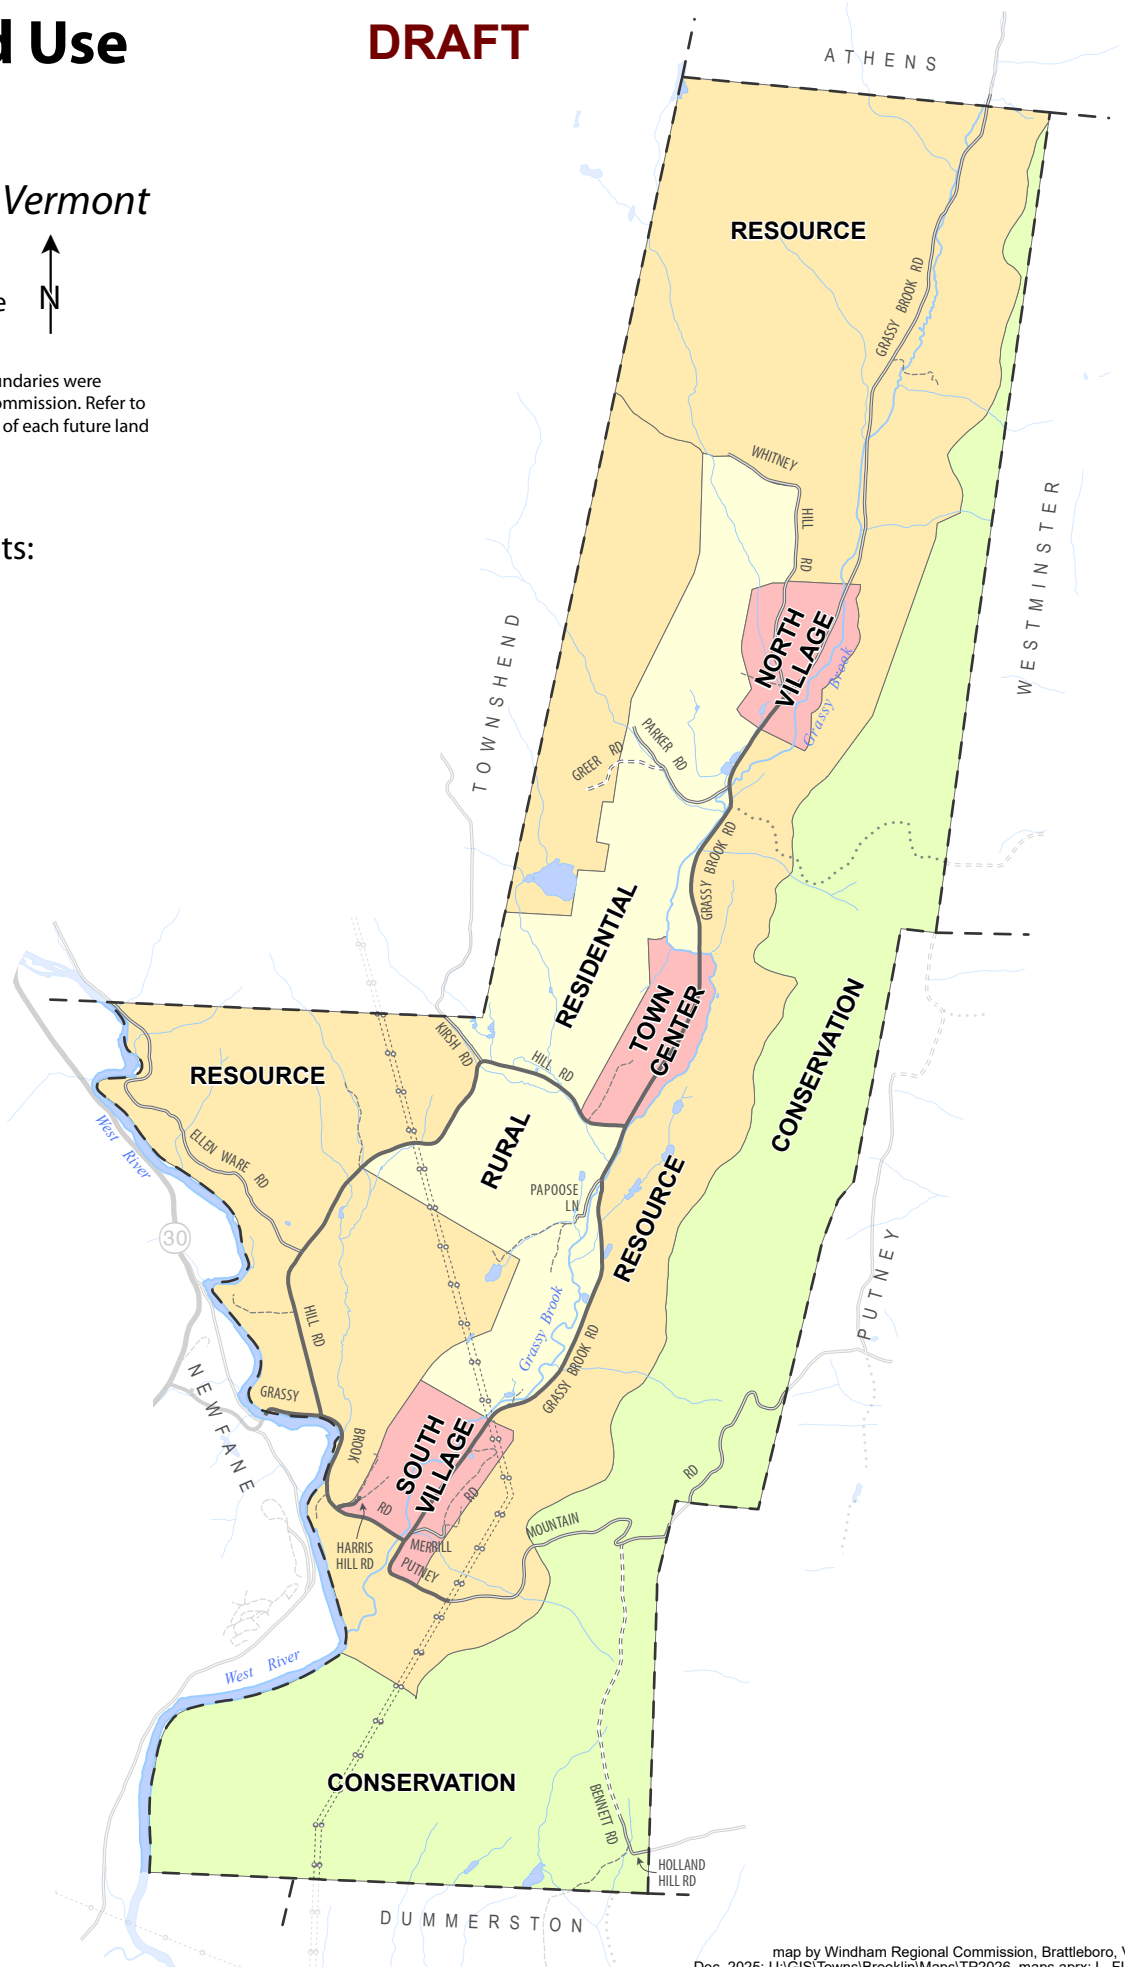 d Use
DRAFT
Vermont
N
e
undaries were
ommission. Refer to
of each future land
ts:
ATHENS
RESOURCE
GRASSY BROOK RD
WHITNEY
HILL
RD
WESTMINSTER
NORTH
VILLAGE
Grassy Brook
TOWNSHEND
PARKER RD
GREER RD
GRASSY BROOK RD
RESIDENTIAL
TOWN
CENTER
CONSERVATION
KIRSH RD
HILL RD
RESOURCE
West River
ELLEN WARE RD
RURAL
PAPOOSE
LN
RESOURCE
30
PUTNEY
HILL RD
Grassy Brook
GRASSY BROOK RD
NEWFANE
GRASSY
BROOK
SOUTH
VILLAGE
RD
RD
RD
MOUNTAIN
HARRIS
HILL RD
MERRILL
PUTNEY
West River
CONSERVATION
BENNETT RD
HOLLAND
HILL RD
DUMMERSTON
map by Windham Regional Commission, Brattleboro, V